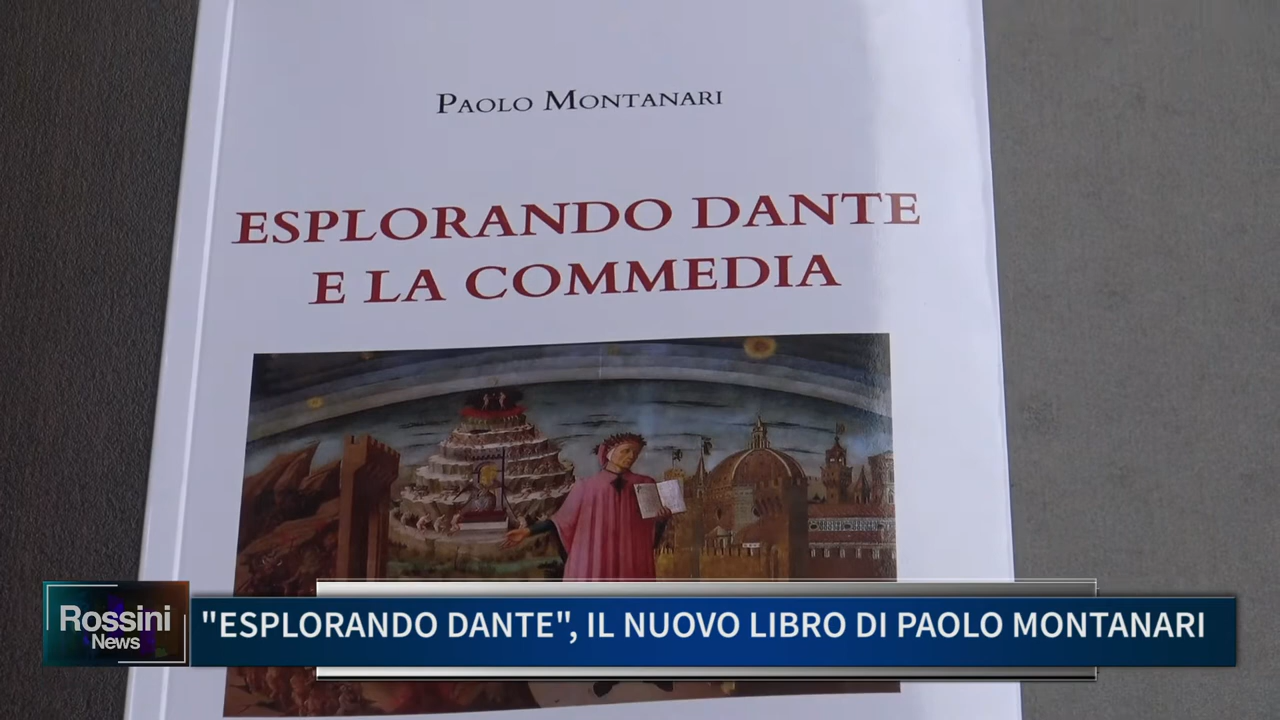 PAOLO MONTANARI
ESPLORANDO DANTE
E LA COMMEDIA
Rossini
News
"ESPLORANDO DANTE", IL NUOVO LIBRO DI PAOLO MONTANARI